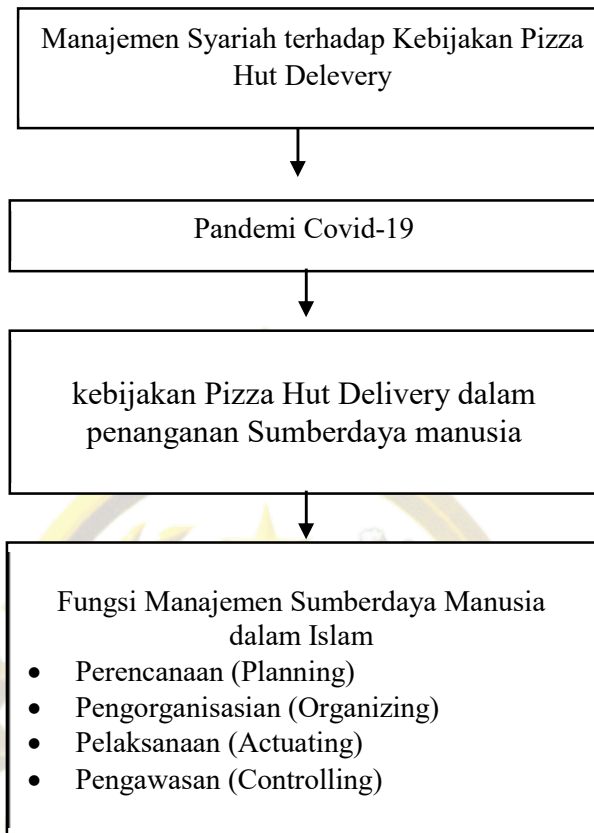 Manajemen Syariah terhadap Kebijakan Pizza
Hut Delevery
Pandemi Covid-19
kebijakan Pizza Hut Delivery dalam
penanganan Sumberdaya manusia
Fungsi Manajemen Sumberdaya Manusia
dalam Islam
• Perencanaan (Planning)
• Pengorganisasian (Organizing)
• Pelaksanaan (Actuating)
• Pengawasan (Controlling)